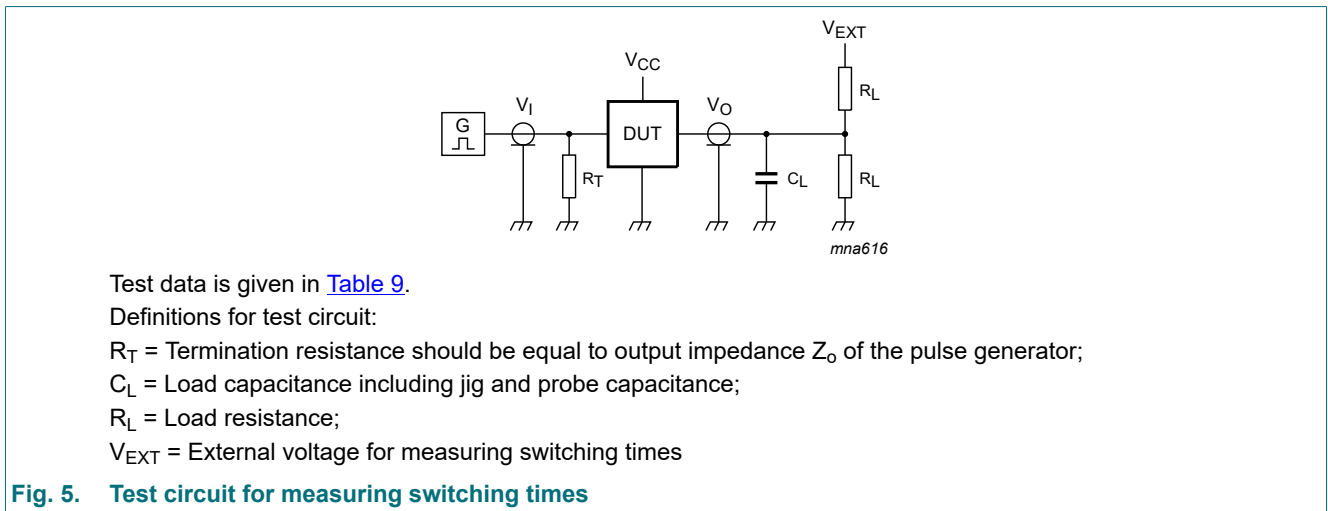 VEXT
VCC
RL
VI
VO
G
DUT
RT
CL
RL
mna616
Test data is given in Table 9.
Definitions for test circuit:
RT = Termination resistance should be equal to output impedance Zo of the pulse generator;
CL = Load capacitance including jig and probe capacitance;
RL = Load resistance;
VEXT = External voltage for measuring switching times
Fig. 5. Test circuit for measuring switching times